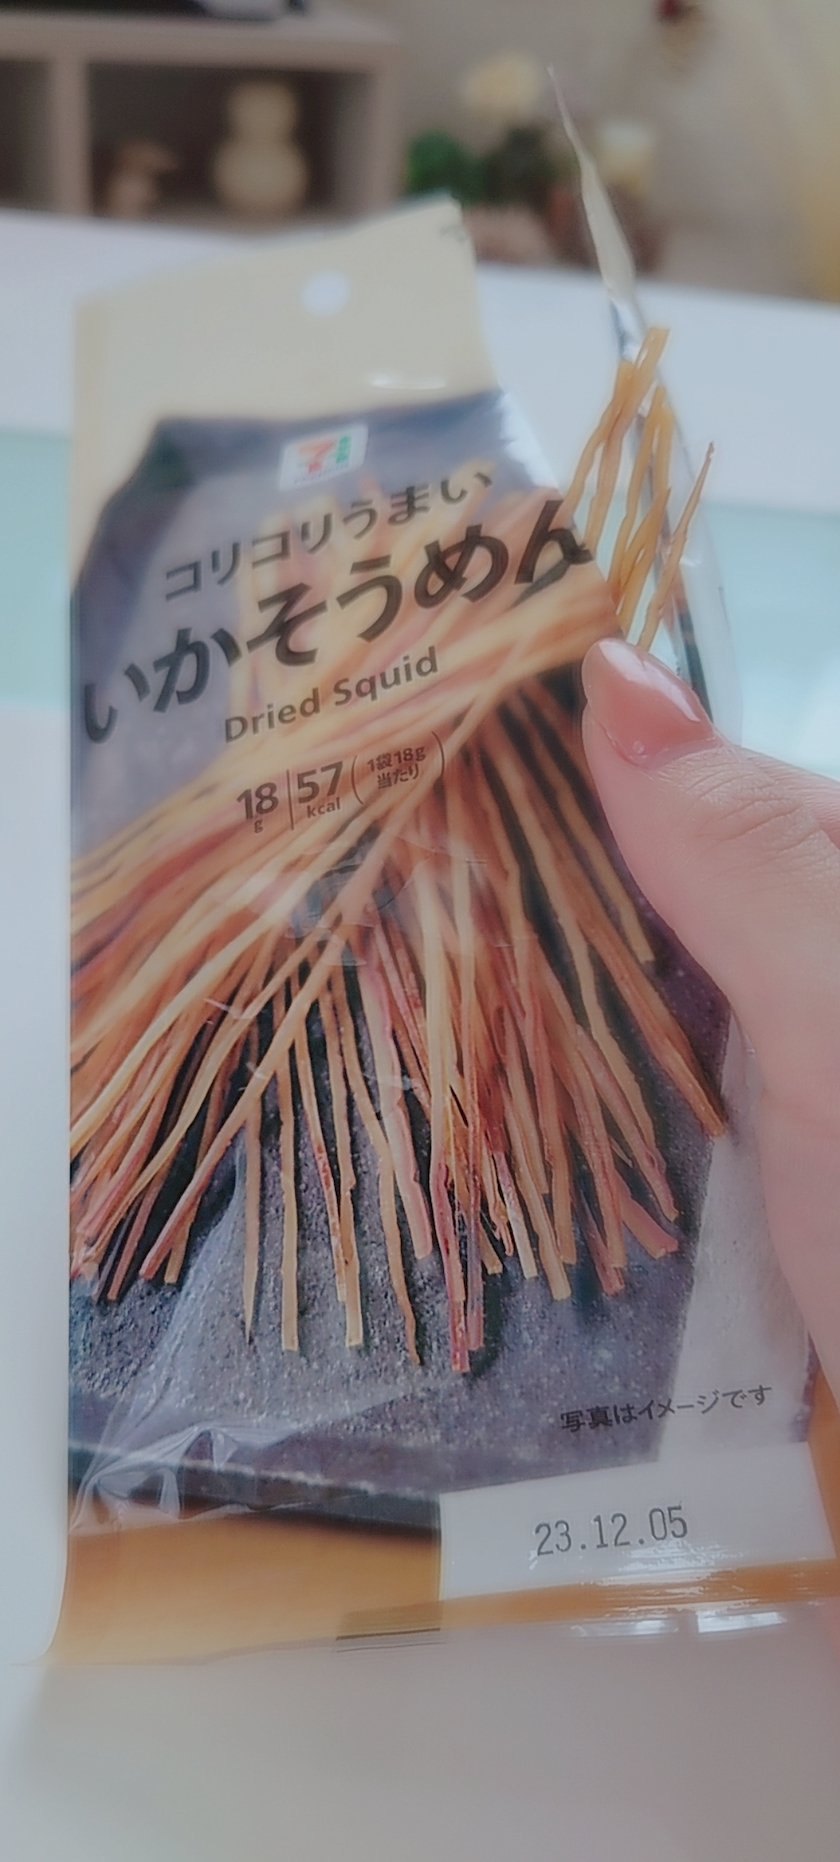 コリコリうまい
いかそうめん
Dried Squid
18g 57kcal (1袋18g当たり)
写真はイメージです
23.12.05